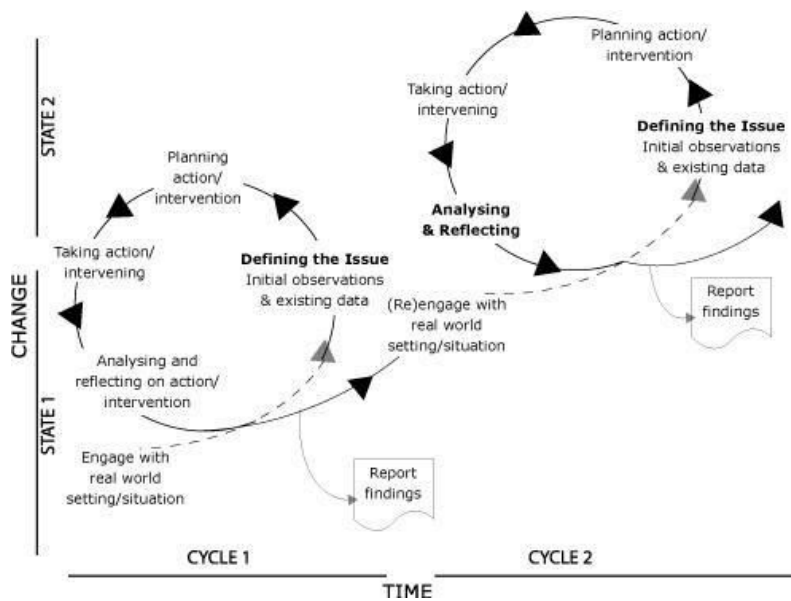 Planning action/
intervention
Taking action/
intervening
Defining the Issue
Initial observations
& existing data
Analysing
& Reflecting
Report
findings
STATE 2
Planning
action/
intervention
Taking action/
intervening
Defining the Issue
Initial observations
& existing data
(Re)engage with
real world
setting/situation
Analysing and
reflecting on action/
intervention
Engage with
real world
setting/situation
Report
findings
CHANGE
STATE 1
CYCLE 1
CYCLE 2
TIME